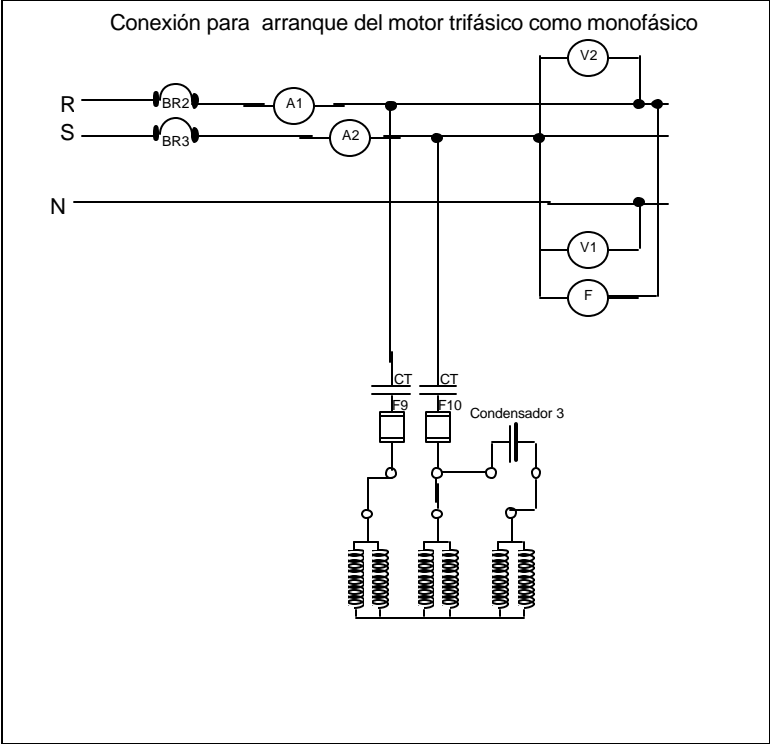 Conexión para arranque del motor trifásico como monofásico
V2
R
BR2
A1
S
BR3
A2
N
V1
F
CT
CT
F9
F10
Condensador 3